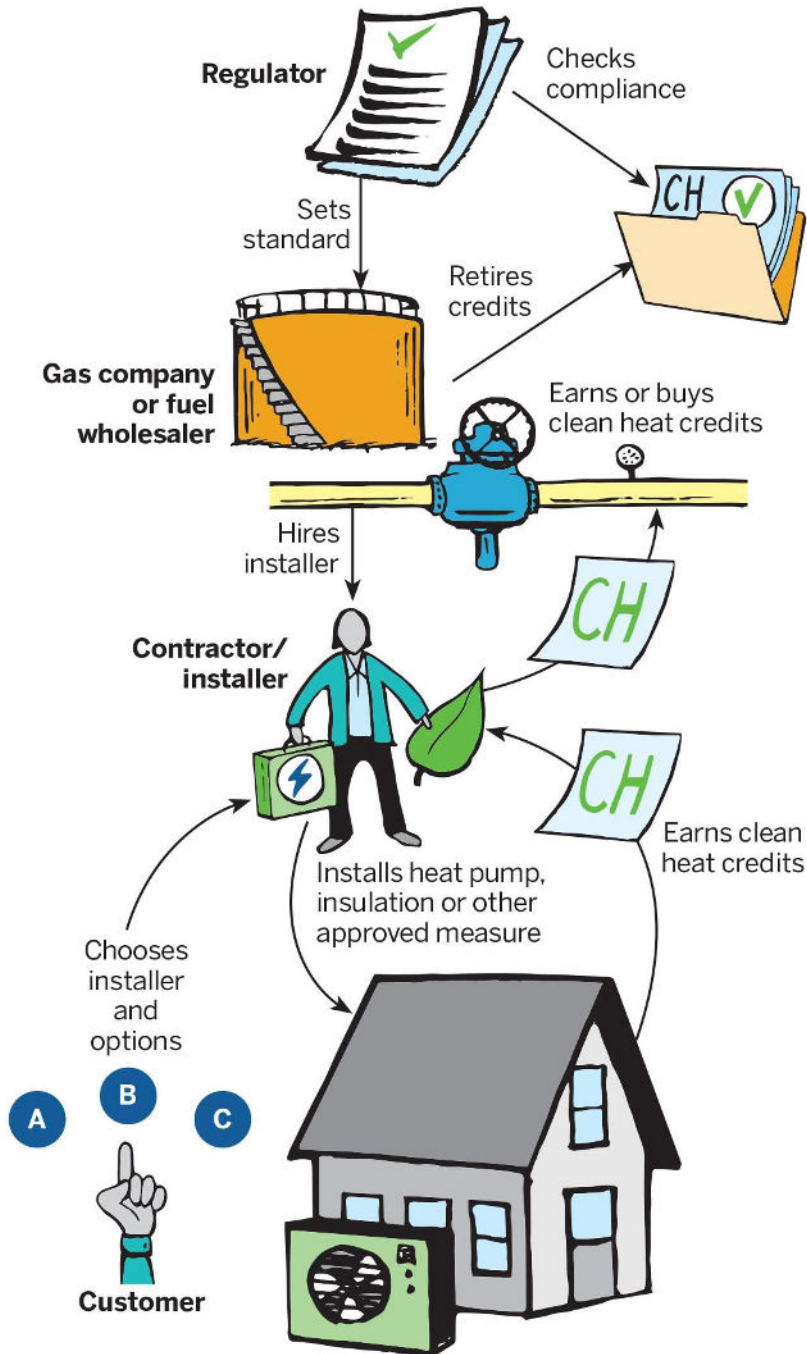 Regulator
Checks
compliance
CH
Sets
standard
Retires
credits
Gas company
or fuel
wholesaler
Earns or buys
clean heat credits
Hires
installer
CH
Contractor/
installer
CH
Earns clean
heat credits
Installs heat pump,
insulation or other
approved measure
Chooses
installer
and
options
A
B
C
Customer